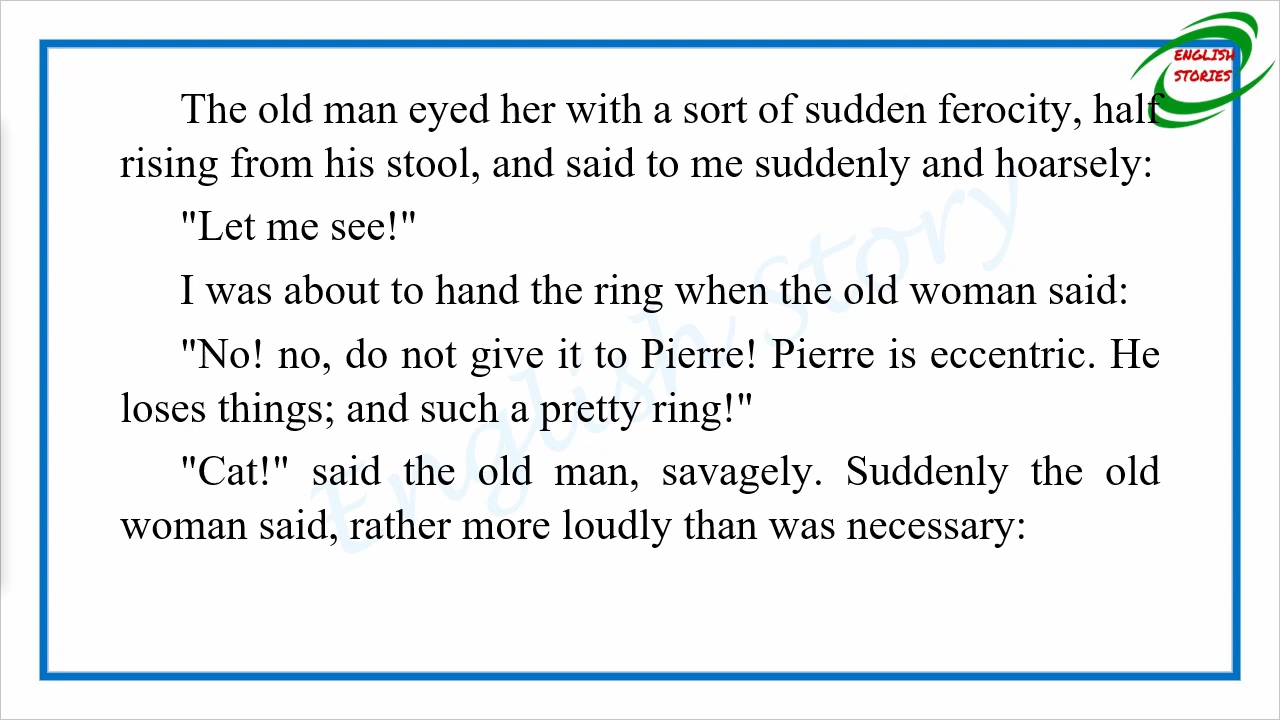 ENGLISH
STORIES
The old man eyed her with a sort of sudden ferocity, half
rising from his stool, and said to me suddenly and hoarsely:
"Let me see!"
I was about to hand the ring when the old woman said:
"No! no, do not give it to Pierre! Pierre is eccentric. He
loses things; and such a pretty ring!"
"Cat!" said the old man, savagely. Suddenly the old
woman said, rather more loudly than was necessary:
English Story